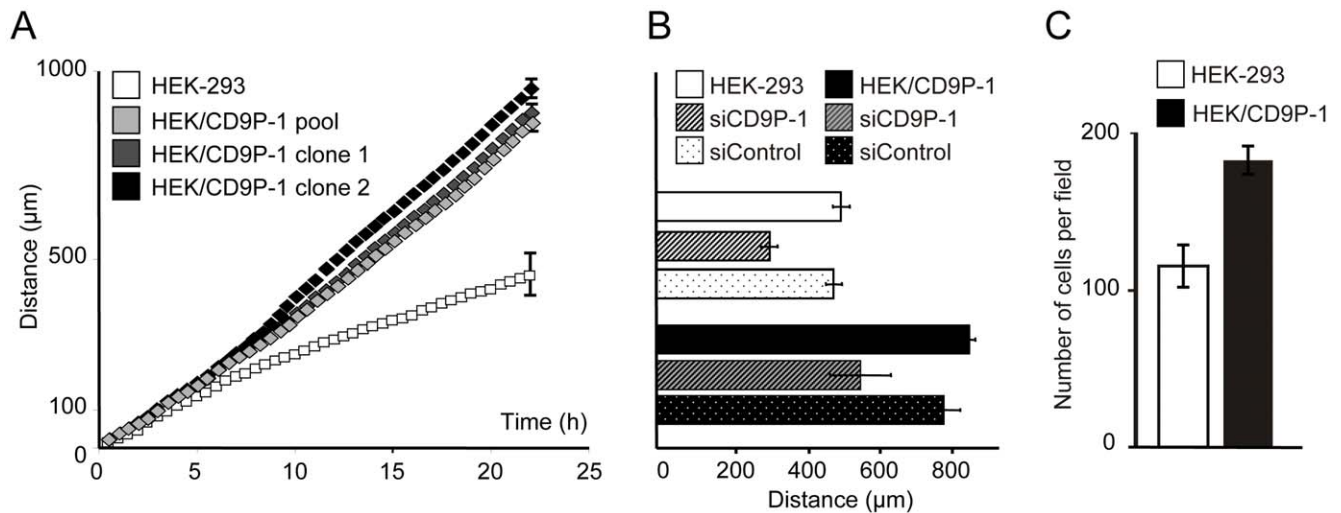 A
1000
500
100
0
Distance (µm)
HEK-293
HEK/CD9P-1 pool
HEK/CD9P-1 clone 1
HEK/CD9P-1 clone 2
Time (h)
0 5 10 15 20 25
B
HEK-293 HEK/CD9P-1
siCD9P-1 siCD9P-1
siControl siControl
0 200 400 600 800
Distance (µm)
C
HEK-293
HEK/CD9P-1
200
100
0
Number of cells per field